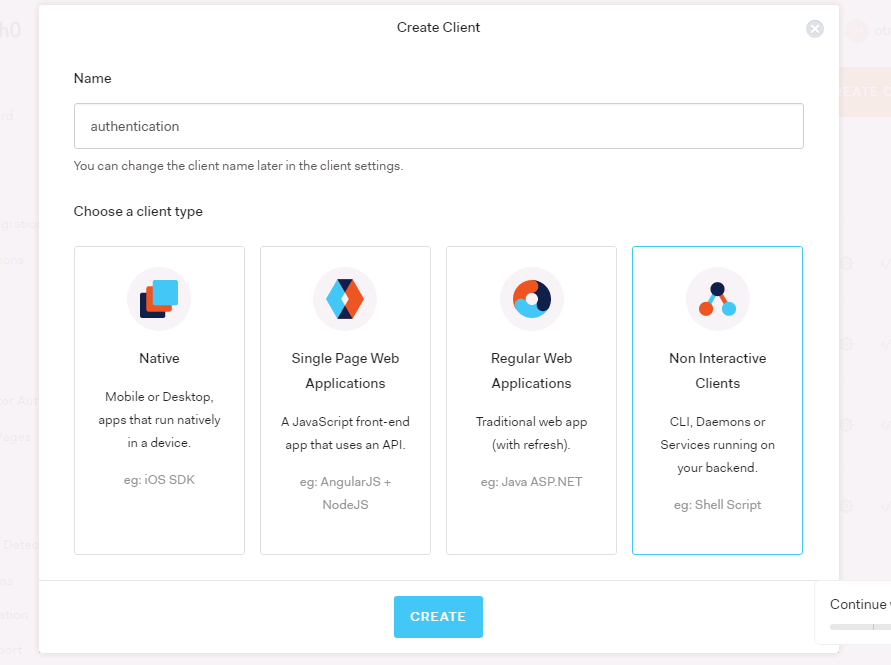 Create Client
Name
authentication
You can change the client name later in the client settings.
Choose a client type
Native
Mobile or Desktop,
apps that run natively
in a device.
eg: iOS SDK
Single Page Web
Applications
A JavaScript front-end
app that uses an API.
eg: AngularJS +
NodeJS
Regular Web
Applications
Traditional web app
(with refresh).
eg: Java ASP.NET
Non Interactive
Clients
CLI, Daemons or
Services running on
your backend.
eg: Shell Script
CREATE
Continue